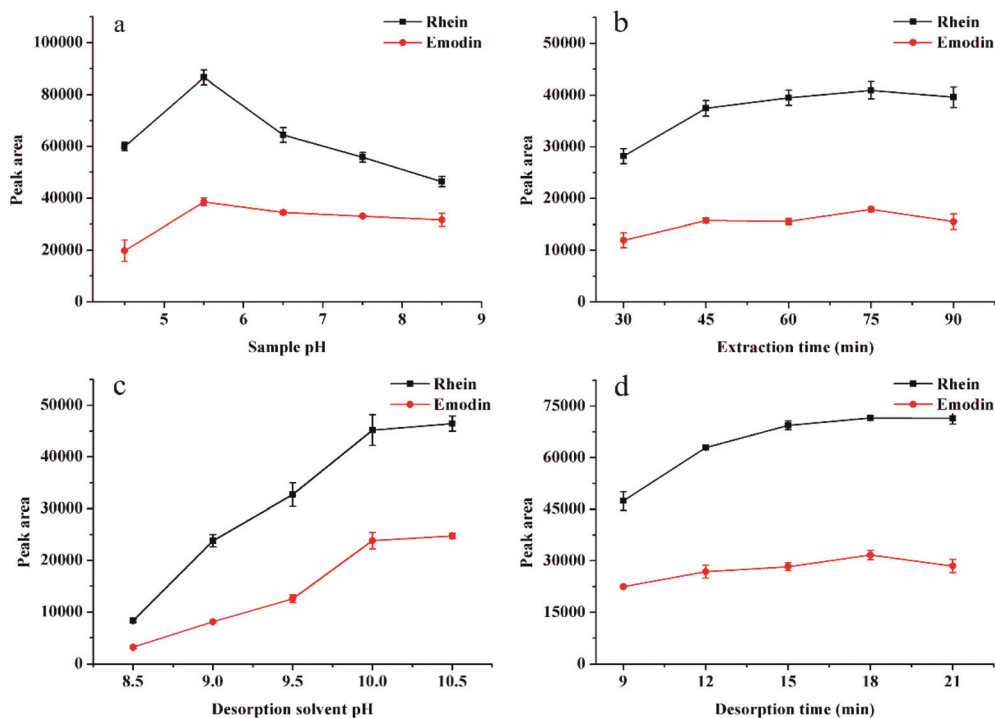 a
Rhein
Emodin
100000
80000
60000
40000
20000
0
Peak area
5 6 7 8 9
Sample pH
b
Rhein
Emodin
50000
40000
30000
20000
10000
0
Peak area
30 45 60 75 90
Extraction time (min)
c
Rhein
Emodin
50000
40000
30000
20000
10000
0
Peak area
8.5 9.0 9.5 10.0 10.5
Desorption solvent pH
d
Rhein
Emodin
75000
60000
45000
30000
15000
0
Peak area
9 12 15 18 21
Desorption time (min)